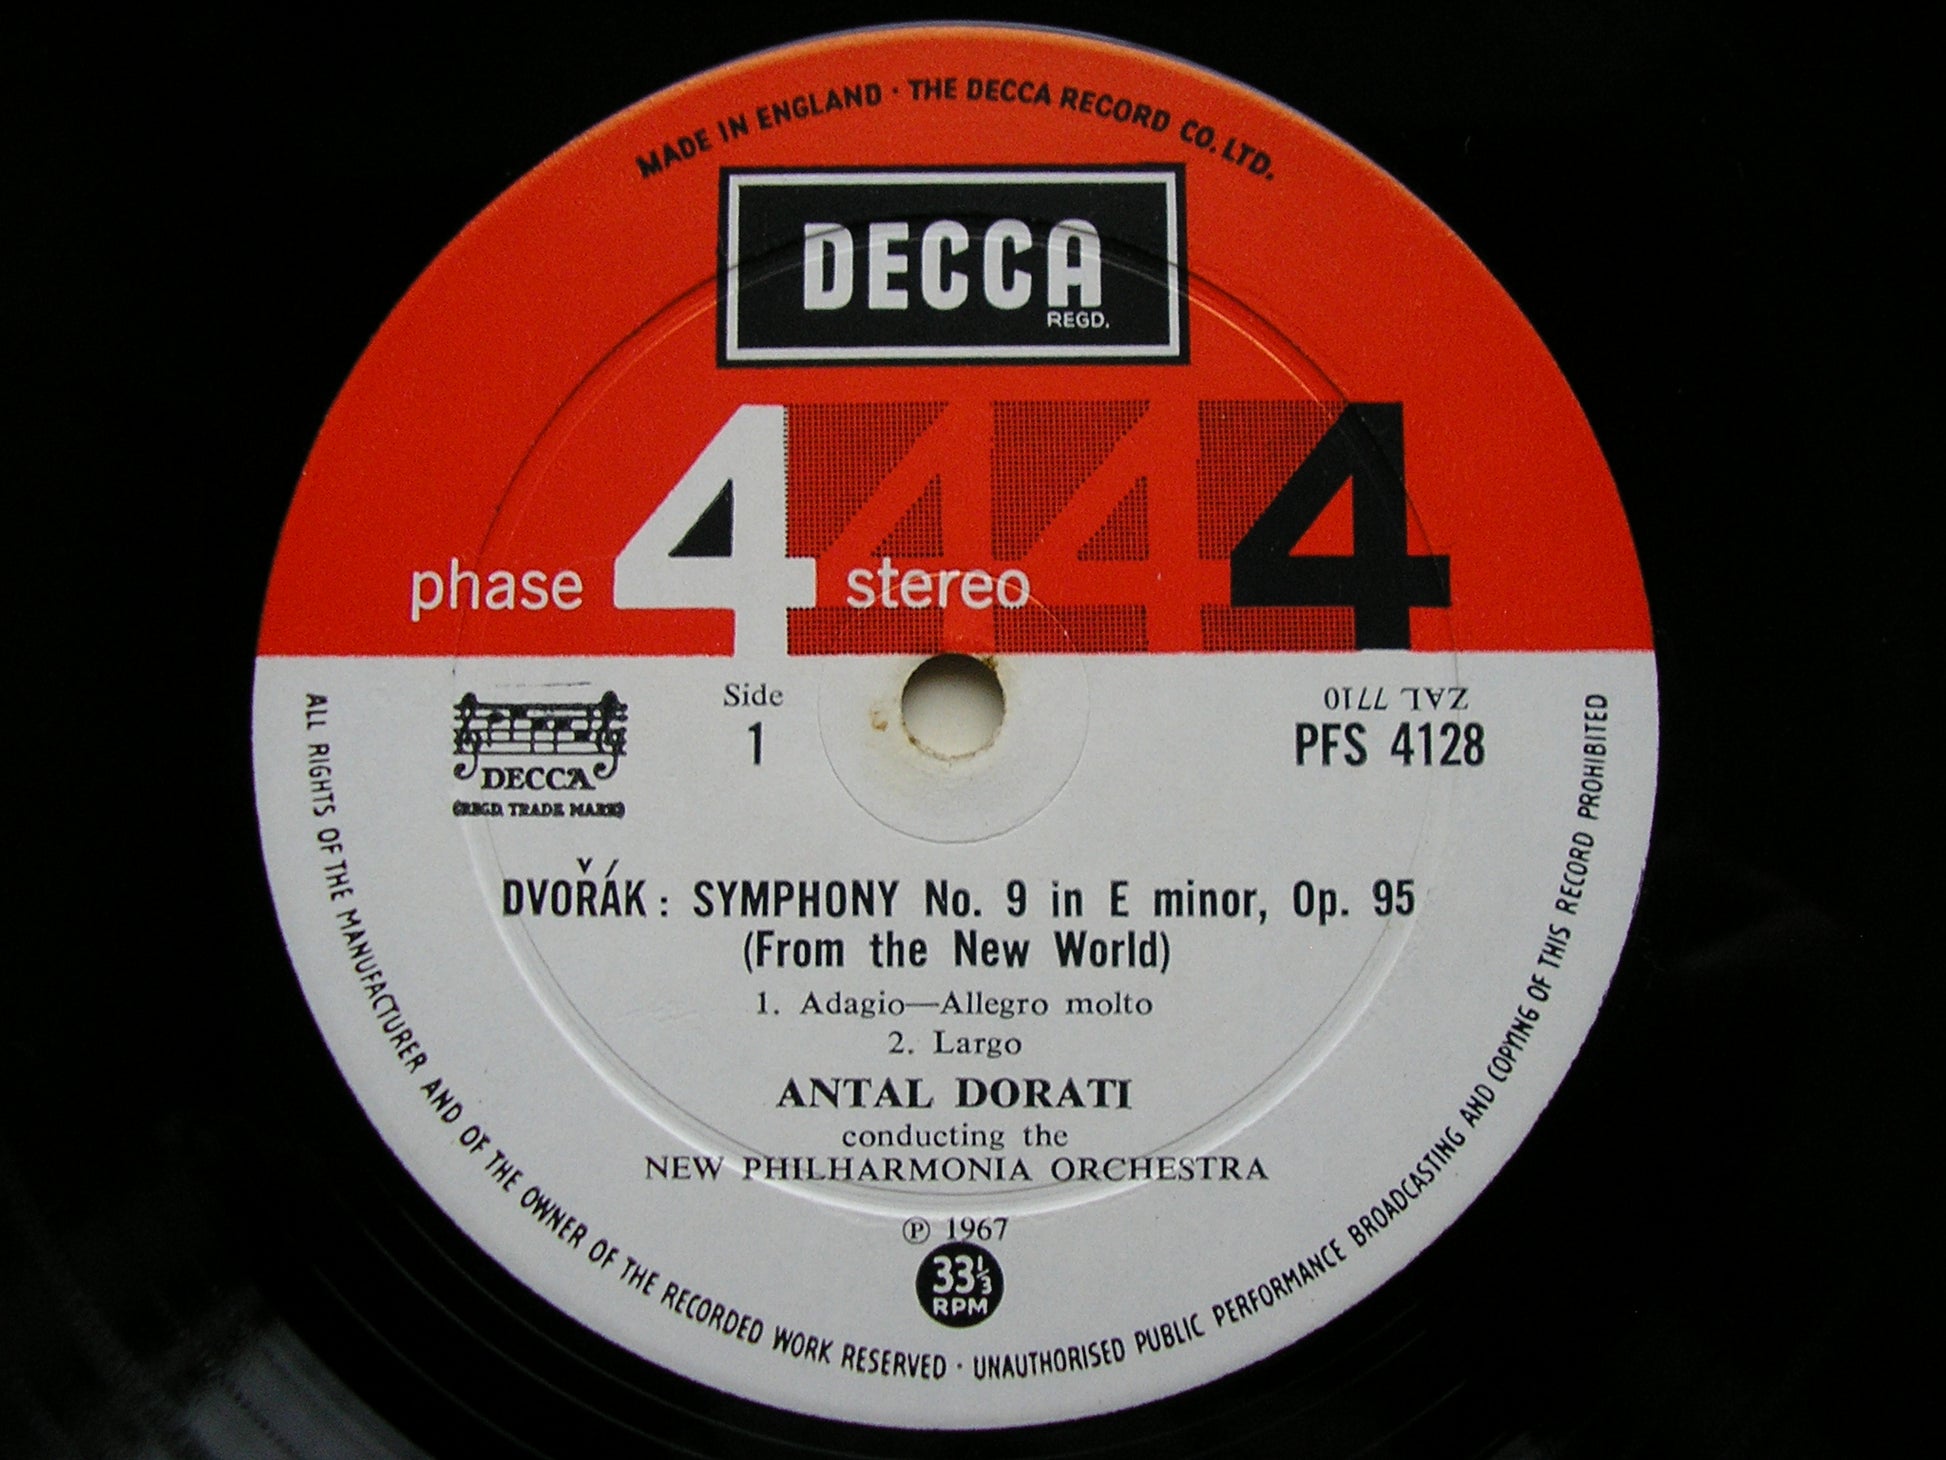 MADE IN ENGLAND · THE DECCA RECORD CO. LTD.
DECCA
REGD.
phase 4 stereo 4 4 4
Side
1
DECCA
(REGD. TRADE MARK)
ZAL 7710
PFS 4128
DVOŘÁK : SYMPHONY No. 9 in E minor, Op. 95
(From the New World)
1. Adagio—Allegro molto
2. Largo
ANTAL DORATI
conducting the
NEW PHILHARMONIA ORCHESTRA
℗ 1967
33⅓
RPM
ALL RIGHTS OF THE MANUFACTURER AND OF THE OWNER OF THE RECORDED WORK RESERVED · UNAUTHORISED PUBLIC PERFORMANCE BROADCASTING AND COPYING OF THIS RECORD PROHIBITED